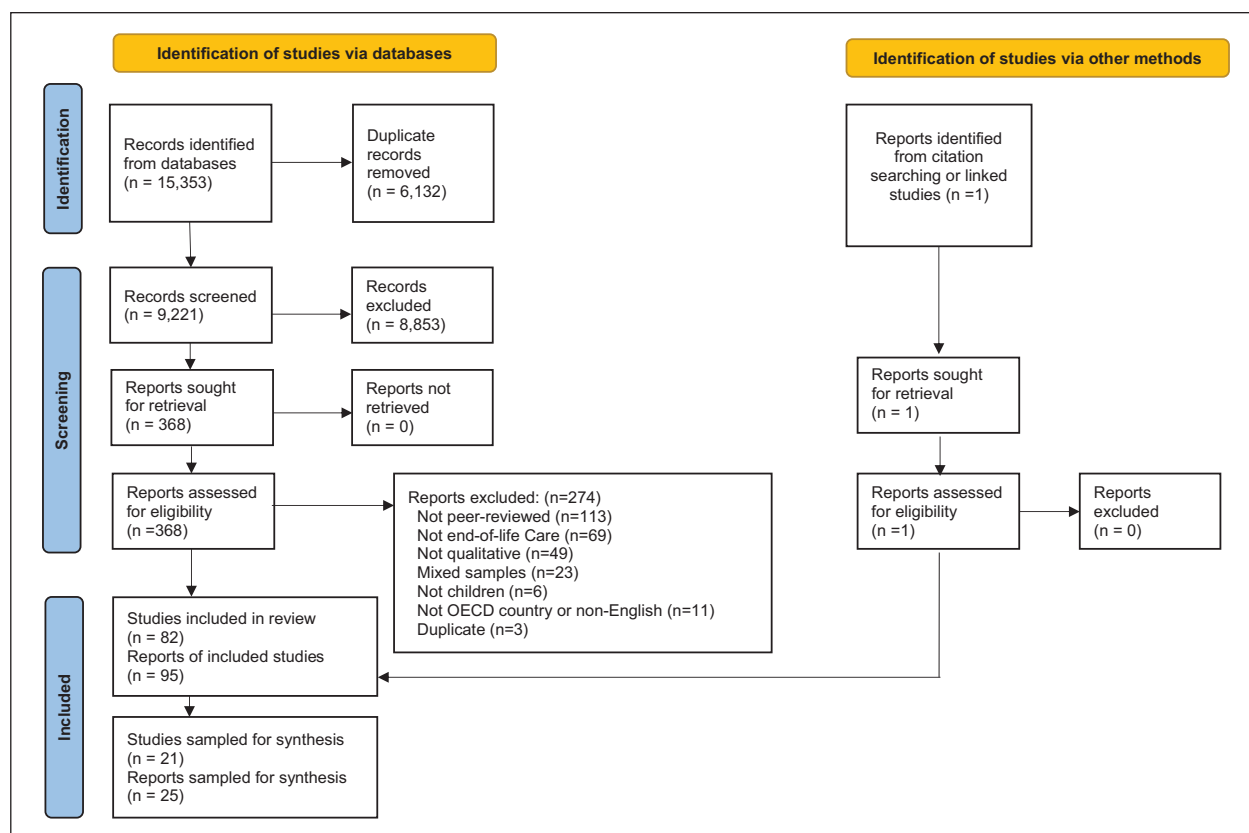 Identification of studies via databases
Identification of studies via other methods
Identification
Records identified
from databases
(n = 15,353)
Duplicate
records
removed
(n = 6,132)
Reports identified
from citation
searching or linked
studies (n =1)
Screening
Records screened
(n = 9,221)
Records
excluded
(n = 8,853)
Reports sought
for retrieval
(n = 368)
Reports not
retrieved
(n = 0)
Reports sought
for retrieval
(n = 1)
Reports assessed
for eligibility
(n =368)
Reports excluded: (n=274)
Not peer-reviewed (n=113)
Not end-of-life Care (n=69)
Not qualitative (n=49)
Mixed samples (n=23)
Not children (n=6)
Not OECD country or non-English (n=11)
Duplicate (n=3)
Reports assessed
for eligibility
(n =1)
Reports
excluded
(n = 0)
Included
Studies included in review
(n = 82)
Reports of included studies
(n = 95)
Studies sampled for synthesis
(n = 21)
Reports sampled for synthesis
(n = 25)